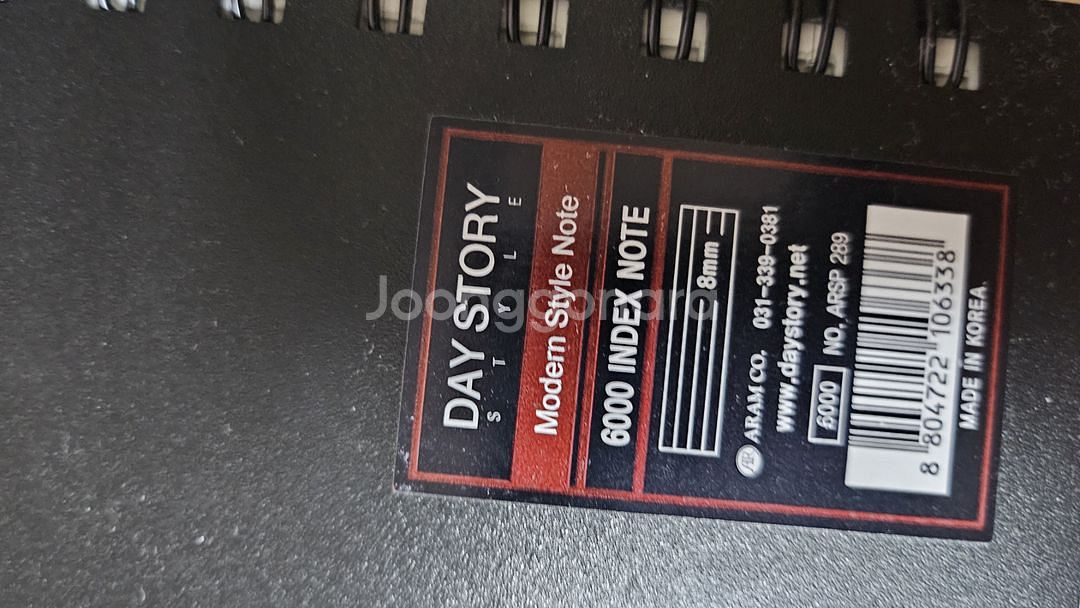 DAY STORY
STYLE
Modern Style Note
6000 INDEX NOTE
8mm
AR ARAM CO. 031-339-0381
www.daystory.net
6000 NO. ARSP 289
8 804722 106338
MADE IN KOREA.
Joonggonara